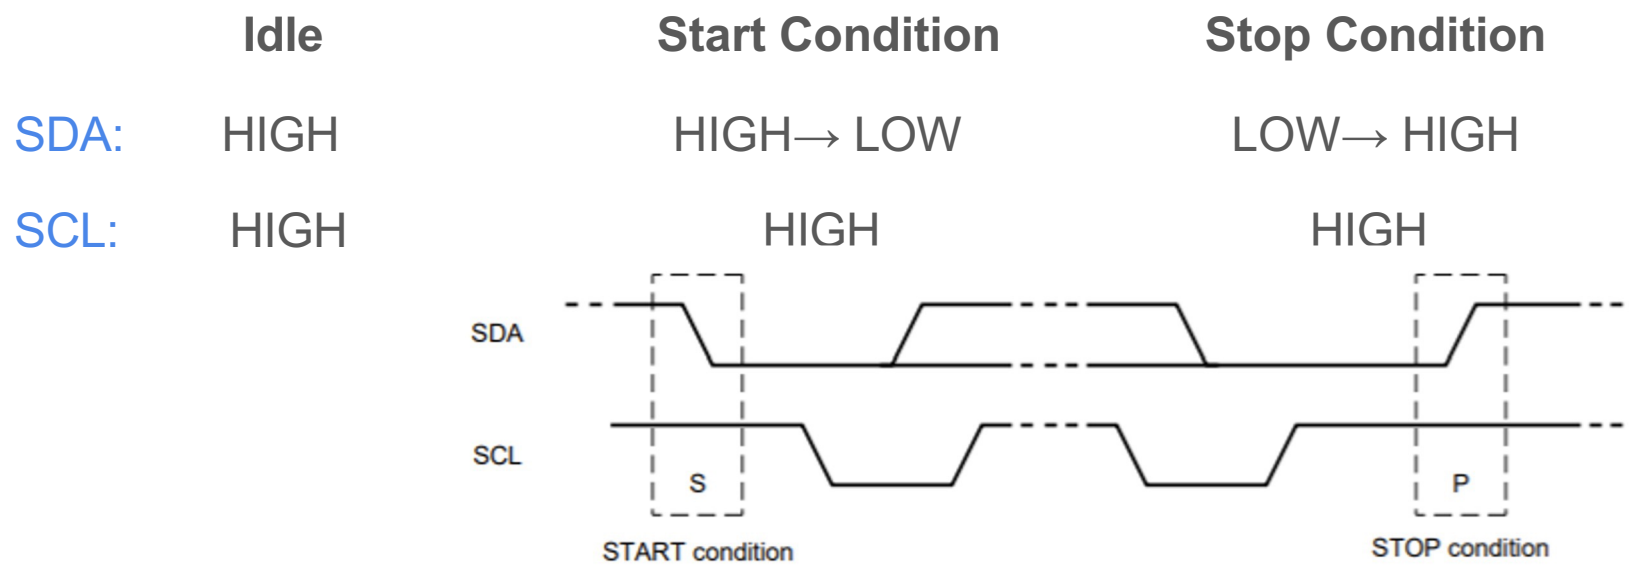 Idle Start Condition Stop Condition
SDA: HIGH HIGH→ LOW LOW→ HIGH
SCL: HIGH HIGH HIGH
SDA
SCL
S P
START condition STOP condition